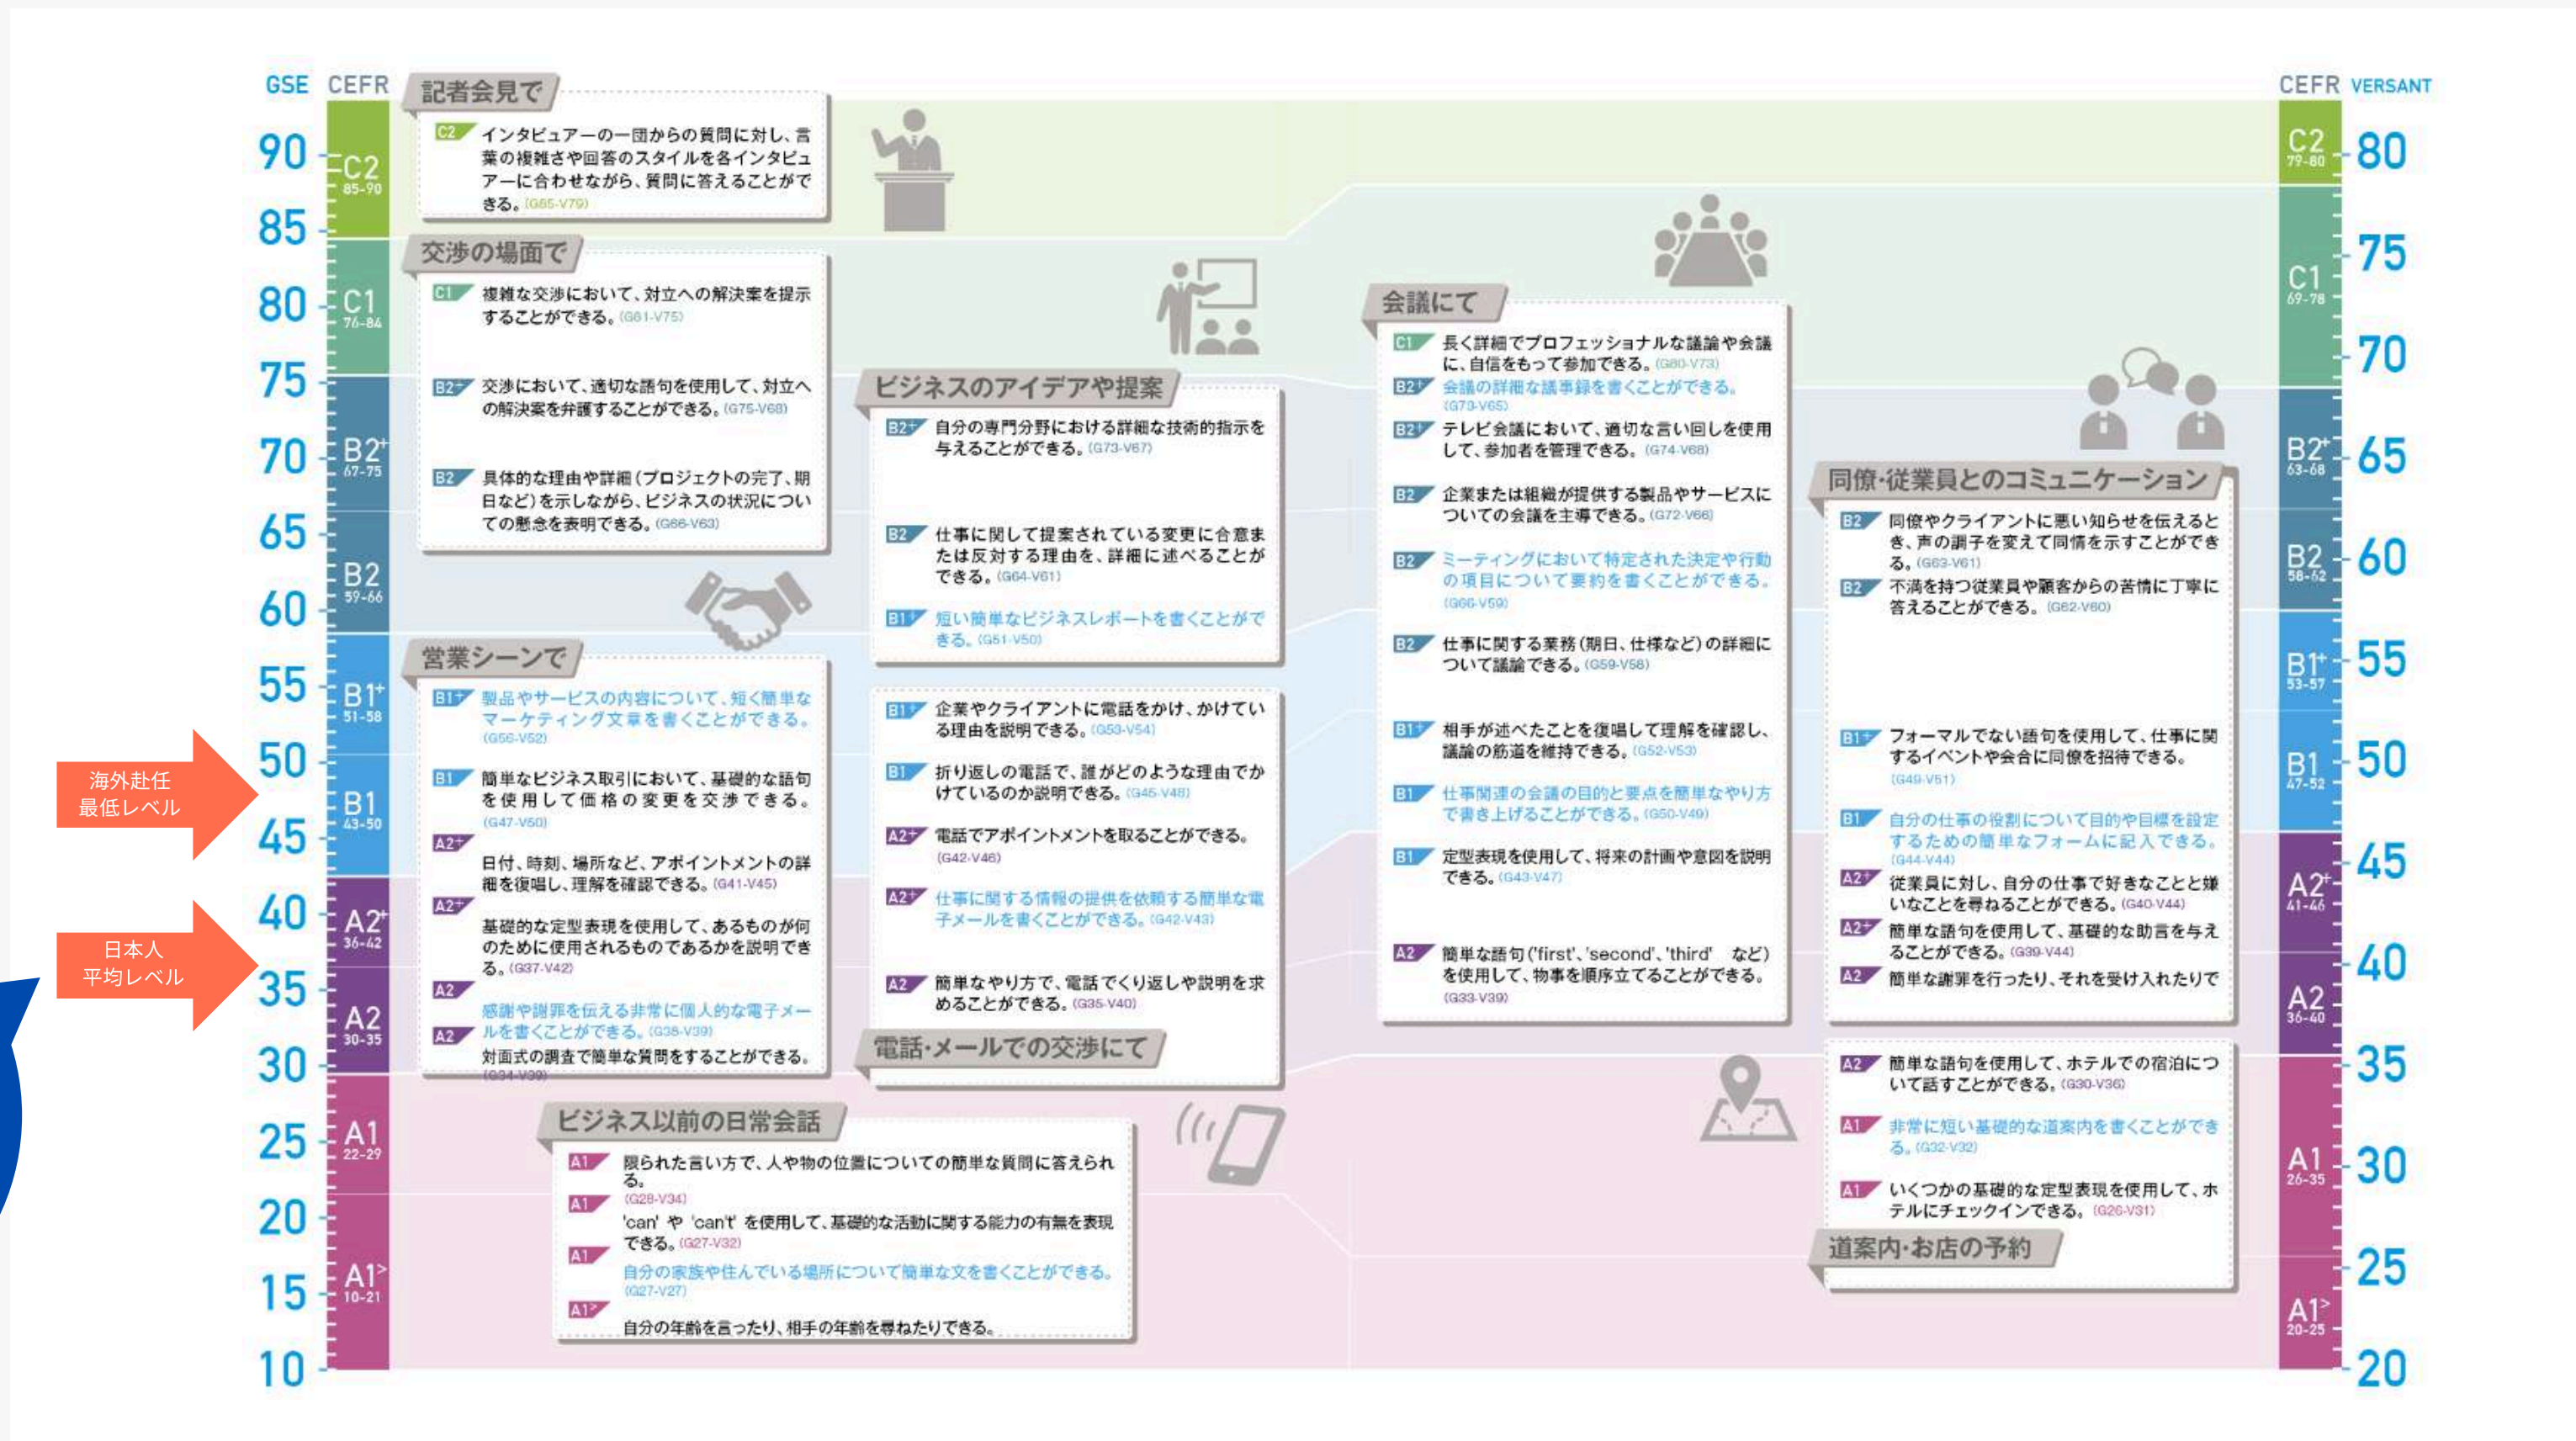 GSE CEFR
90
85
80
75
70
65
60
55
50
45
40
35
30
25
20
15
10
C2
85-90
C1
76-84
B2+
67-75
B2
59-66
B1+
51-58
B1
43-50
A2+
36-42
A2
30-35
A1
22-29
A1>
10-21
海外赴任
最低レベル
日本人
平均レベル
記者会見で
C2 インタビュアーの一団からの質問に対し、言
葉の複雑さや回答のスタイルを各インタビュ
アーに合わせながら、質問に答えることがで
きる。(G85-V79)
交渉の場面で
C1 複雑な交渉において、対立への解決案を提示
することができる。(G81-V75)
B2+ 交渉において、適切な語句を使用して、対立へ
の解決案を弁護することができる。(G75-V68)
B2 具体的な理由や詳細(プロジェクトの完了、期
日など)を示しながら、ビジネスの状況につい
ての懸念を表明できる。(G66-V63)
営業シーンで
B1+ 製品やサービスの内容について、短く簡単な
マーケティング文章を書くことができる。
(G56-V52)
B1 簡単なビジネス取引において、基礎的な語句
を使用して価格の変更を交渉できる。
(G47-V50)
A2+
日付、時刻、場所など、アポイントメントの詳
細を復唱し、理解を確認できる。(G41-V45)
A2+
基礎的な定型表現を使用して、あるものが何
のために使用されるものであるかを説明でき
る。(G37-V42)
A2
感謝や謝罪を伝える非常に個人的な電子メー
A2 ルを書くことができる。(G38-V39)
対面式の調査で簡単な質問をすることができる。
(G34-V39)
ビジネスのアイデアや提案
B2+ 自分の専門分野における詳細な技術的指示を
与えることができる。(G73-V67)
B2 仕事に関して提案されている変更に合意ま
たは反対する理由を、詳細に述べることが
できる。(G64-V61)
B1+ 短い簡単なビジネスレポートを書くことがで
きる。(G51-V50)
B1+ 企業やクライアントに電話をかけ、かけてい
る理由を説明できる。(G53-V54)
B1 折り返しの電話で、誰がどのような理由でか
けているのか説明できる。(G45-V48)
A2+ 電話でアポイントメントを取ることができる。
(G42-V46)
A2+ 仕事に関する情報の提供を依頼する簡単な電
子メールを書くことができる。(G42-V43)
A2 簡単なやり方で、電話でくり返しや説明を求
めることができる。(G35-V40)
電話・メールでの交渉にて
ビジネス以前の日常会話
A1 限られた言い方で、人や物の位置についての簡単な質問に答えられ
る。
A1 (G28-V34)
'can' や 'can't' を使用して、基礎的な活動に関する能力の有無を表現
できる。(G27-V32)
A1
自分の家族や住んでいる場所について簡単な文を書くことができる。
(G27-V27)
A1>
自分の年齢を言ったり、相手の年齢を尋ねたりできる。
会議にて
C1 長く詳細でプロフェッショナルな議論や会議
に、自信をもって参加できる。(G80-V73)
B2+ 会議の詳細な議事録を書くことができる。
(G73-V65)
B2+ テレビ会議において、適切な言い回しを使用
して、参加者を管理できる。(G74-V68)
B2 企業または組織が提供する製品やサービスに
ついての会議を主導できる。(G72-V66)
B2 ミーティングにおいて特定された決定や行動
の項目について要約を書くことができる。
(G66-V59)
B2 仕事に関する業務(期日、仕様など)の詳細に
ついて議論できる。(G59-V58)
B1+ 相手が述べたことを復唱して理解を確認し、
議論の筋道を維持できる。(G52-V53)
B1 仕事関連の会議の目的と要点を簡単なやり方
で書き上げることができる。(G50-V49)
B1 定型表現を使用して、将来の計画や意図を説明
できる。(G43-V47)
A2 簡単な語句('first'、'second'、'third' など)
を使用して、物事を順序立てることができる。
(G33-V39)
同僚・従業員とのコミュニケーション
B2 同僚やクライアントに悪い知らせを伝えると
き、声の調子を変えて同情を示すことができ
る。(G63-V61)
B2 不満を持つ従業員や顧客からの苦情に丁寧に
答えることができる。(G62-V60)
B1+ フォーマルでない語句を使用して、仕事に関
するイベントや会合に同僚を招待できる。
(G49-V51)
B1 自分の仕事の役割について目的や目標を設定
するための簡単なフォームに記入できる。
(G44-V44)
A2+ 従業員に対し、自分の仕事で好きなことと嫌
いなことを尋ねることができる。(G40-V44)
A2+ 簡単な語句を使用して、基礎的な助言を与え
ることができる。(G39-V44)
A2 簡単な謝罪を行ったり、それを受け入れたりで
A2 簡単な語句を使用して、ホテルでの宿泊につ
いて話すことができる。(G30-V36)
A1 非常に短い基礎的な道案内を書くことができ
る。(G32-V32)
A1 いくつかの基礎的な定型表現を使用して、ホ
テルにチェックインできる。(G26-V31)
道案内・お店の予約
CEFR VERSANT
C2
79-80
C1
69-78
B2+
63-68
B2
58-62
B1+
53-57
B1
47-52
A2+
41-46
A2
36-40
A1
26-35
A1>
20-25
80
75
70
65
60
55
50
45
40
35
30
25
20